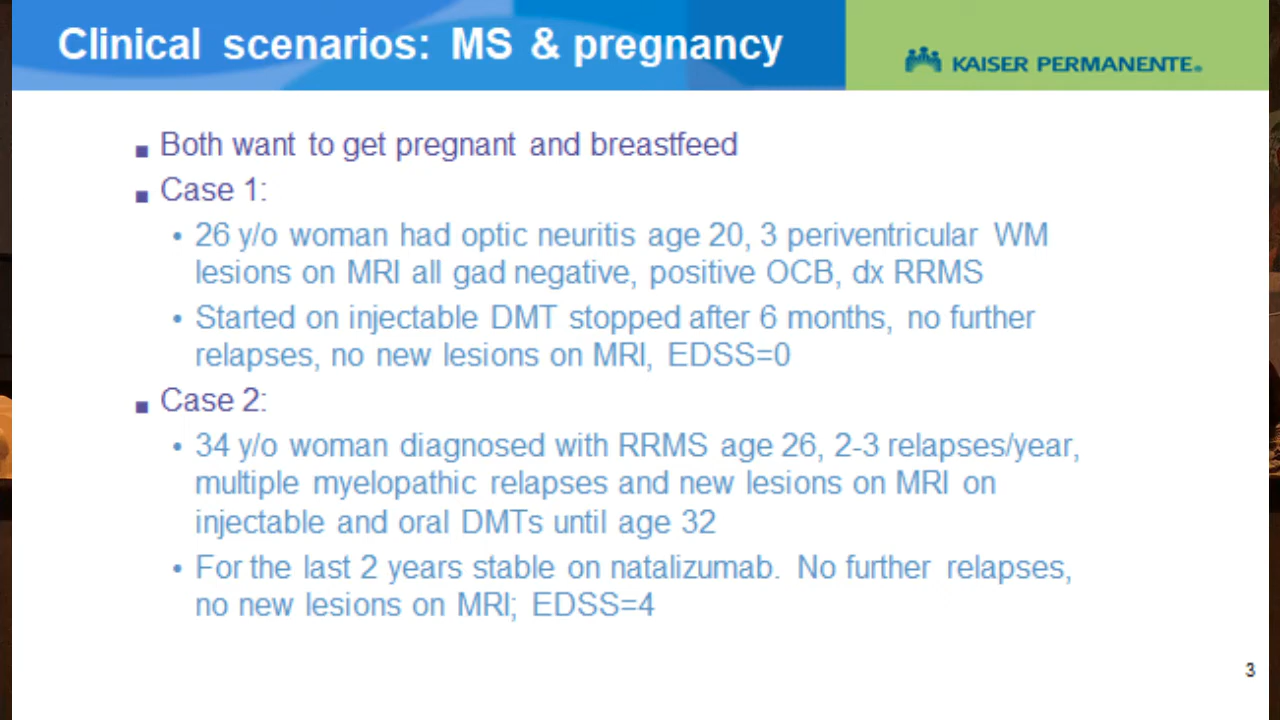 Clinical scenarios: MS & pregnancy
KAISER PERMANENTE®
Both want to get pregnant and breastfeed
Case 1:
26 y/o woman had optic neuritis age 20, 3 periventricular WM
lesions on MRI all gad negative, positive OCB, dx RRMS
Started on injectable DMT stopped after 6 months, no further
relapses, no new lesions on MRI, EDSS=0
Case 2:
34 y/o woman diagnosed with RRMS age 26, 2-3 relapses/year,
multiple myelopathic relapses and new lesions on MRI on
injectable and oral DMTs until age 32
For the last 2 years stable on natalizumab. No further relapses,
no new lesions on MRI; EDSS=4
3